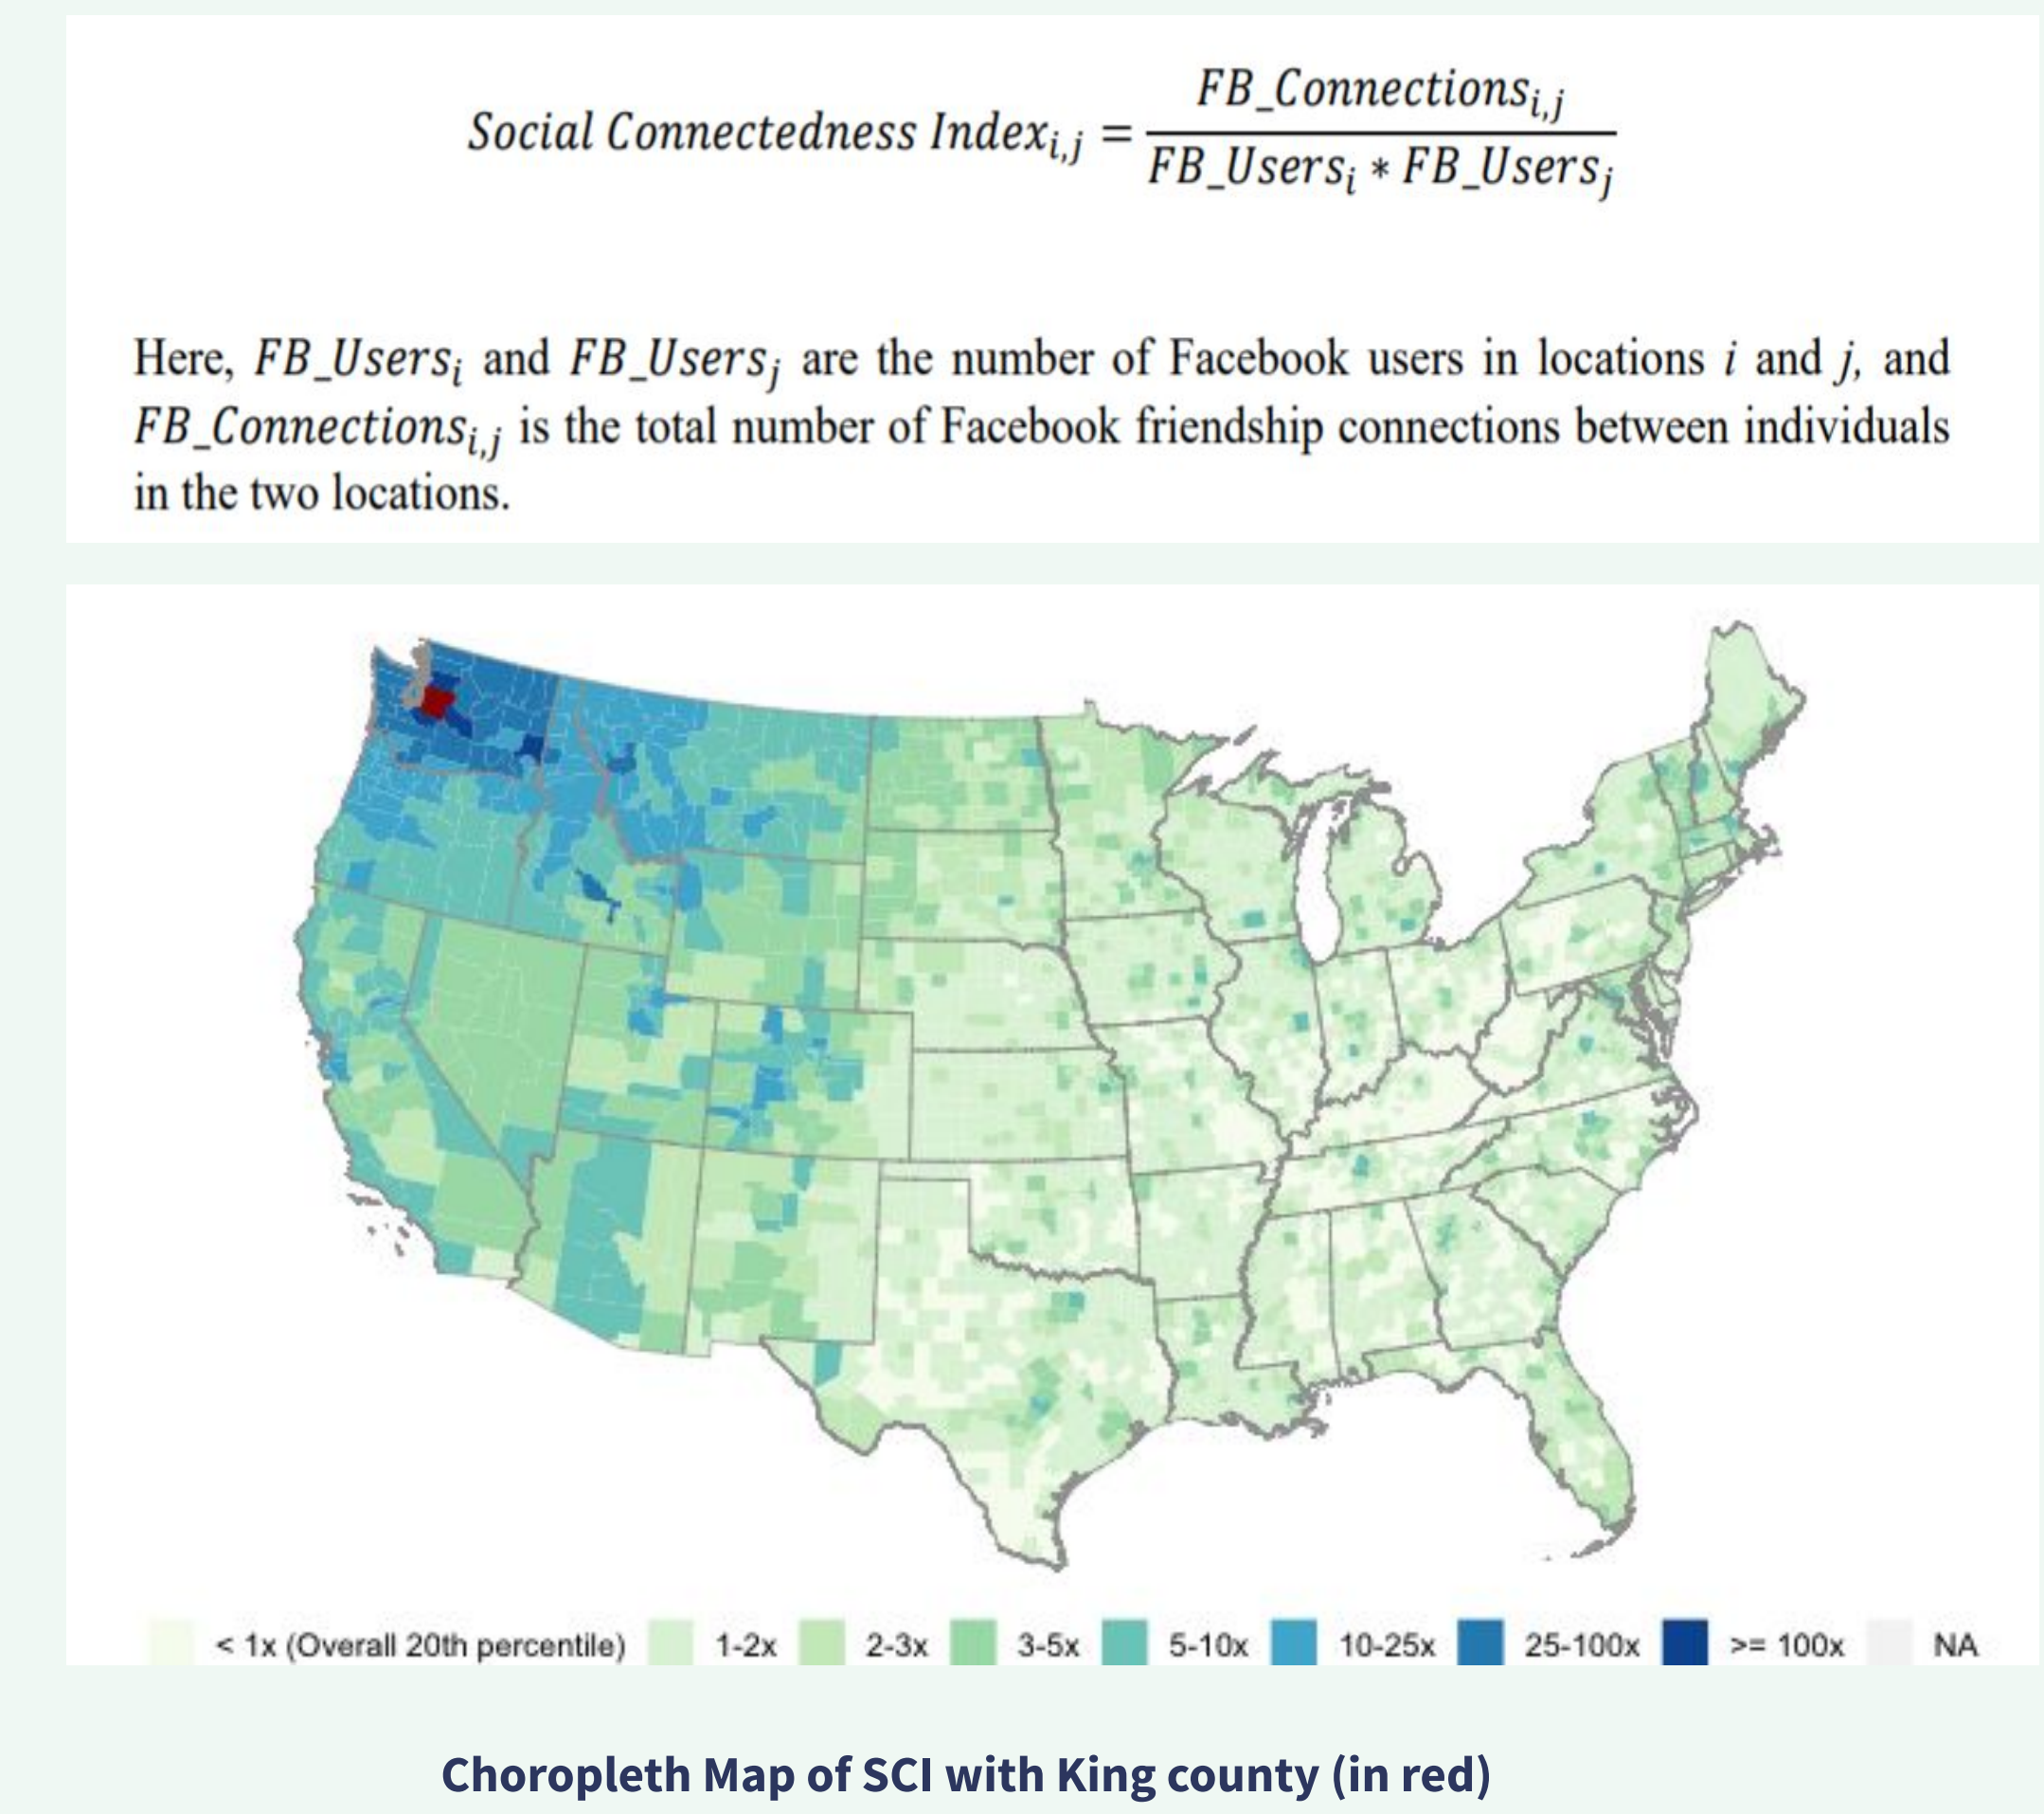 Social Connectedness Index_{i,j} = \frac{FB_Connections_{i,j}}{FB_Users_i * FB_Users_j}
Here, FB_Users_i and FB_Users_j are the number of Facebook users in locations i and j, and
FB_Connections_{i,j} is the total number of Facebook friendship connections between individuals
in the two locations.
< 1x (Overall 20th percentile) 1-2x 2-3x 3-5x 5-10x 10-25x 25-100x >= 100x NA
Choropleth Map of SCI with King county (in red)